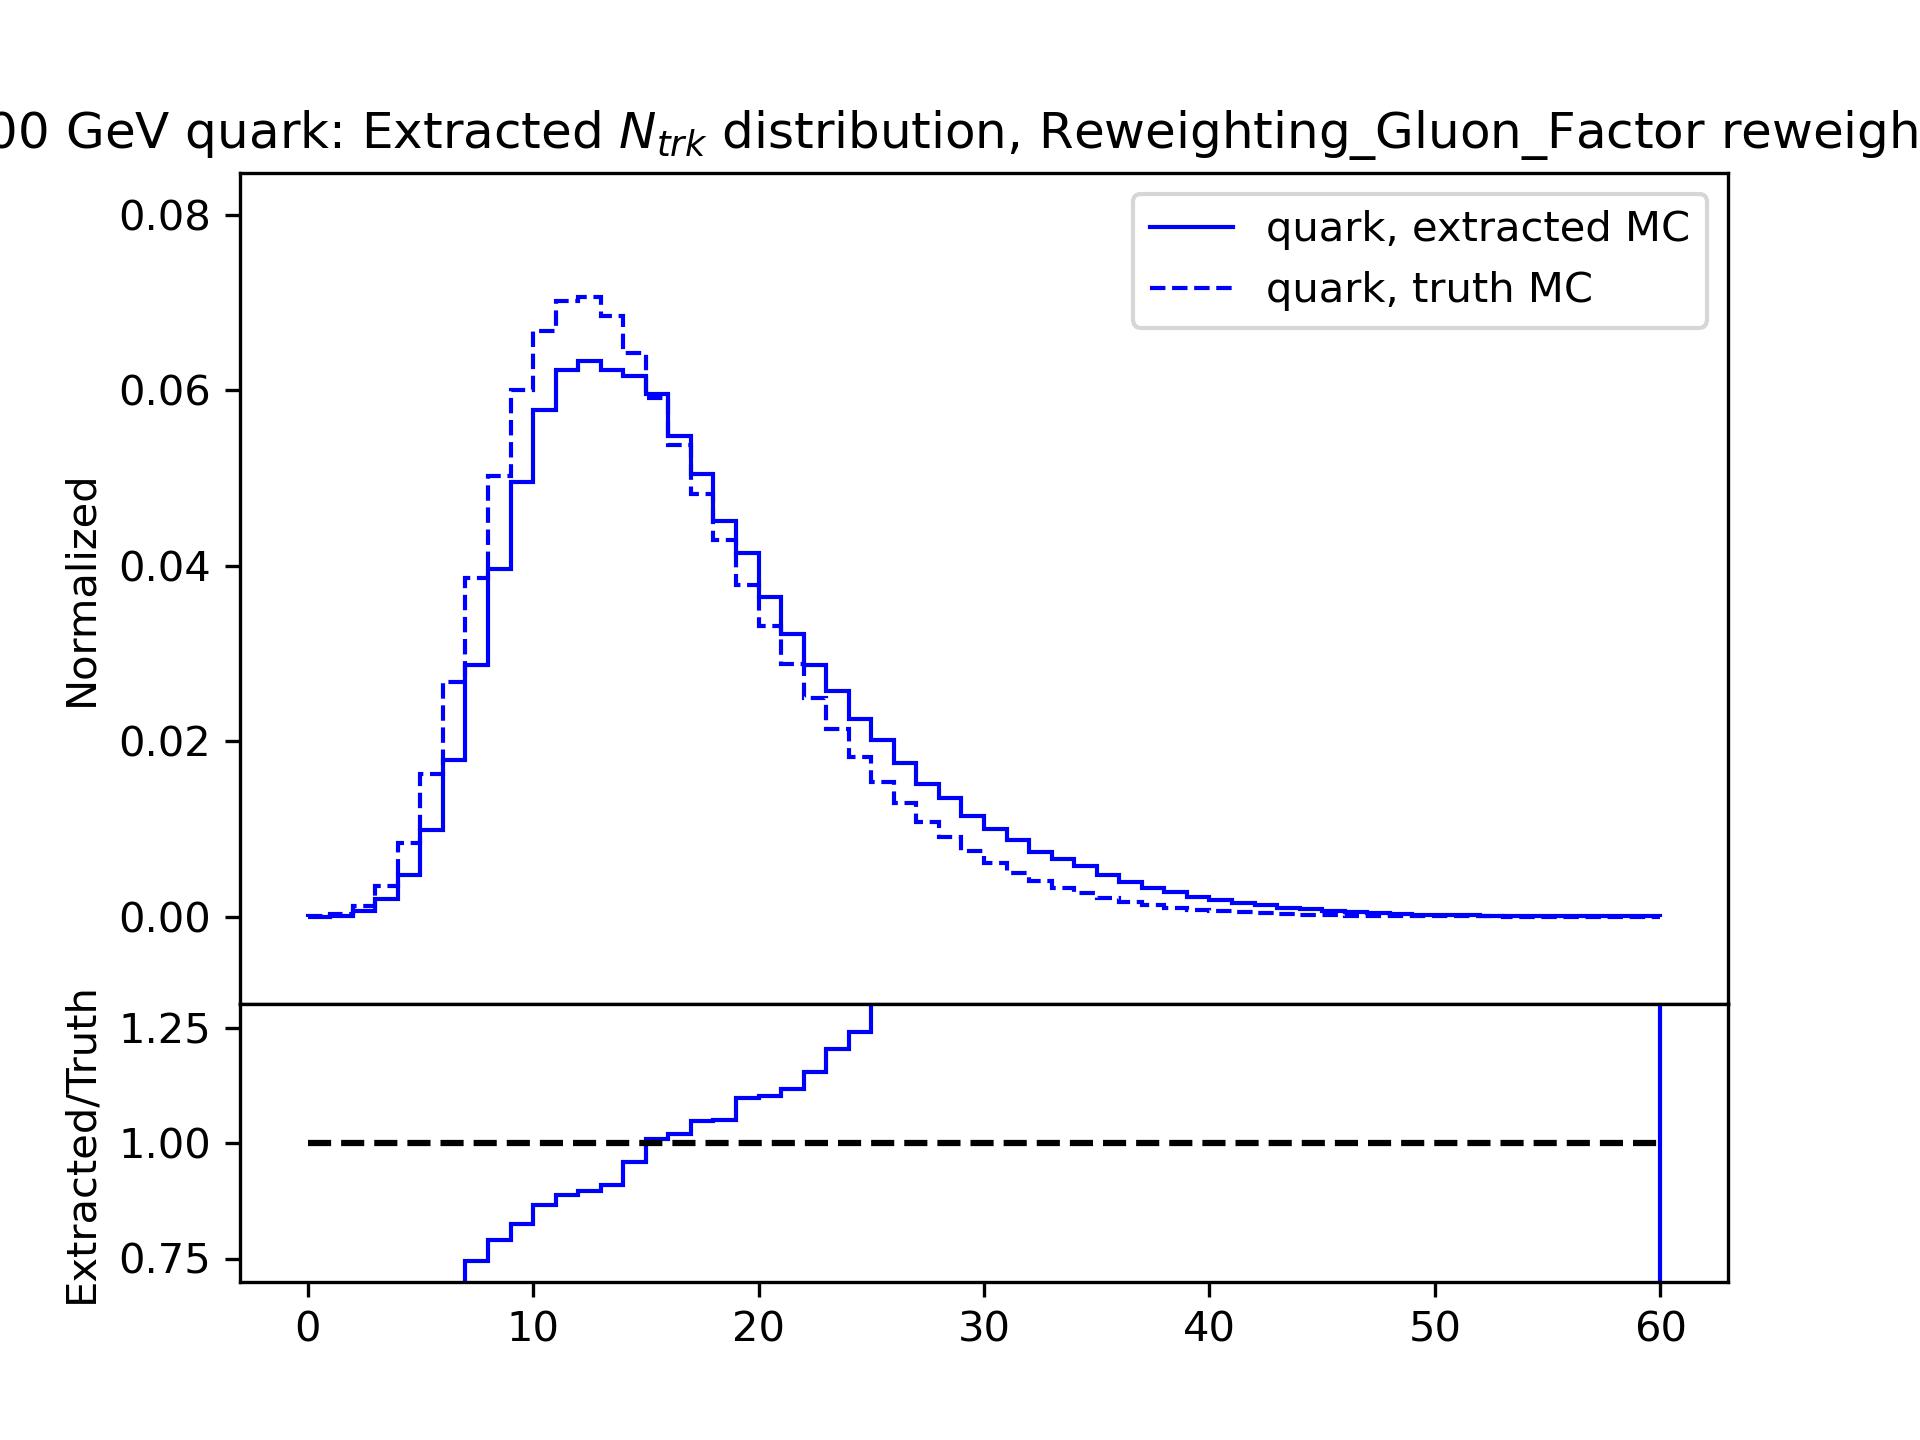 00 GeV quark: Extracted N_trk distribution, Reweighting_Gluon_Factor reweigh
quark, extracted MC
quark, truth MC
Normalized
0.08
0.06
0.04
0.02
0.00
Extracted/Truth
1.25
1.00
0.75
0 10 20 30 40 50 60